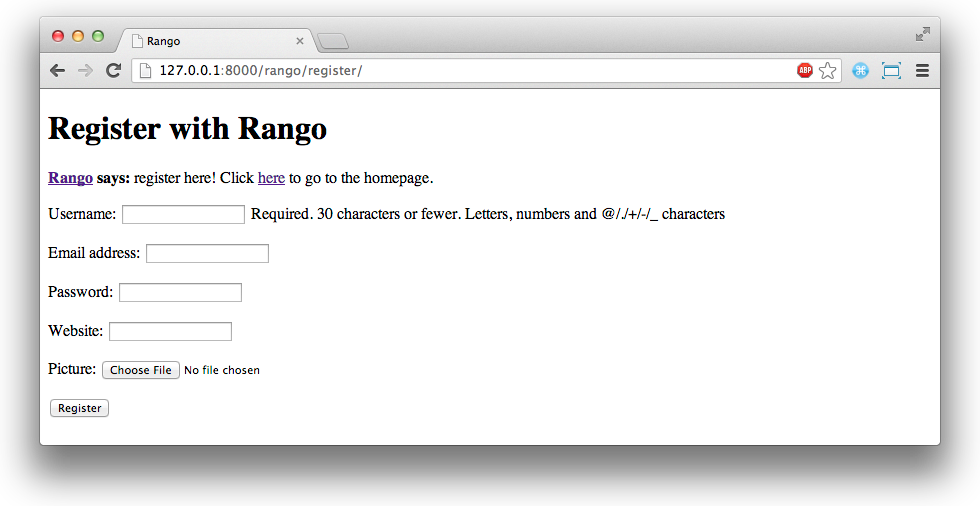 Rango
127.0.0.1:8000/rango/register/
ABP
Register with Rango
Rango says: register here! Click here to go to the homepage.
Username: Required. 30 characters or fewer. Letters, numbers and @/./+/-/_ characters
Email address:
Password:
Website:
Picture: Choose File No file chosen
Register